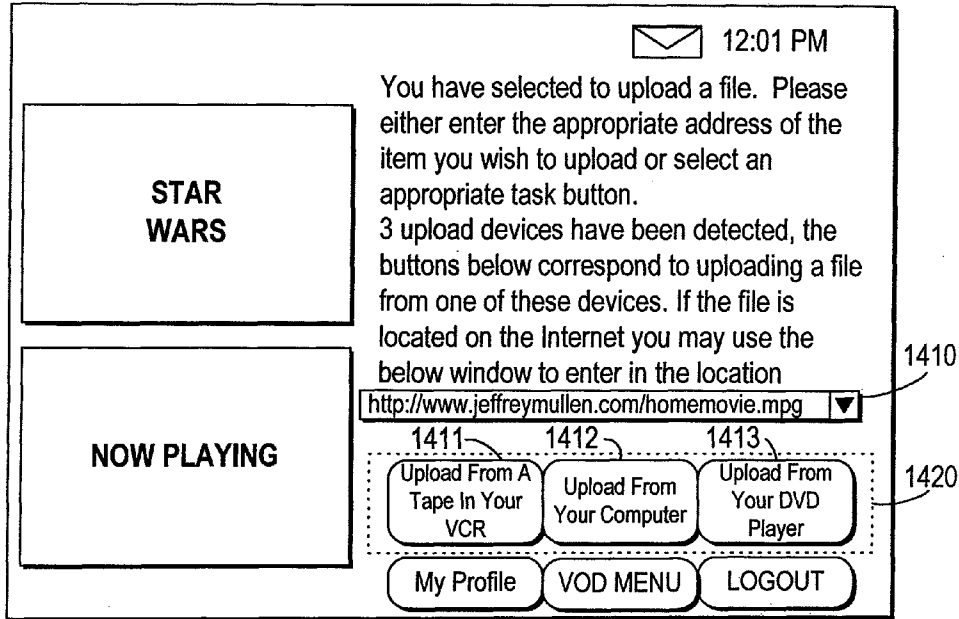 12:01 PM
You have selected to upload a file. Please
either enter the appropriate address of the
item you wish to upload or select an
appropriate task button.
3 upload devices have been detected, the
buttons below correspond to uploading a file
from one of these devices. If the file is
located on the Internet you may use the
below window to enter in the location
STAR
WARS
NOW PLAYING
1410
http://www.jeffreymullen.com/homemovie.mpg
1411
1412
1413
1420
Upload From A
Tape In Your
VCR
Upload From
Your Computer
Upload From
Your DVD
Player
My Profile
VOD MENU
LOGOUT